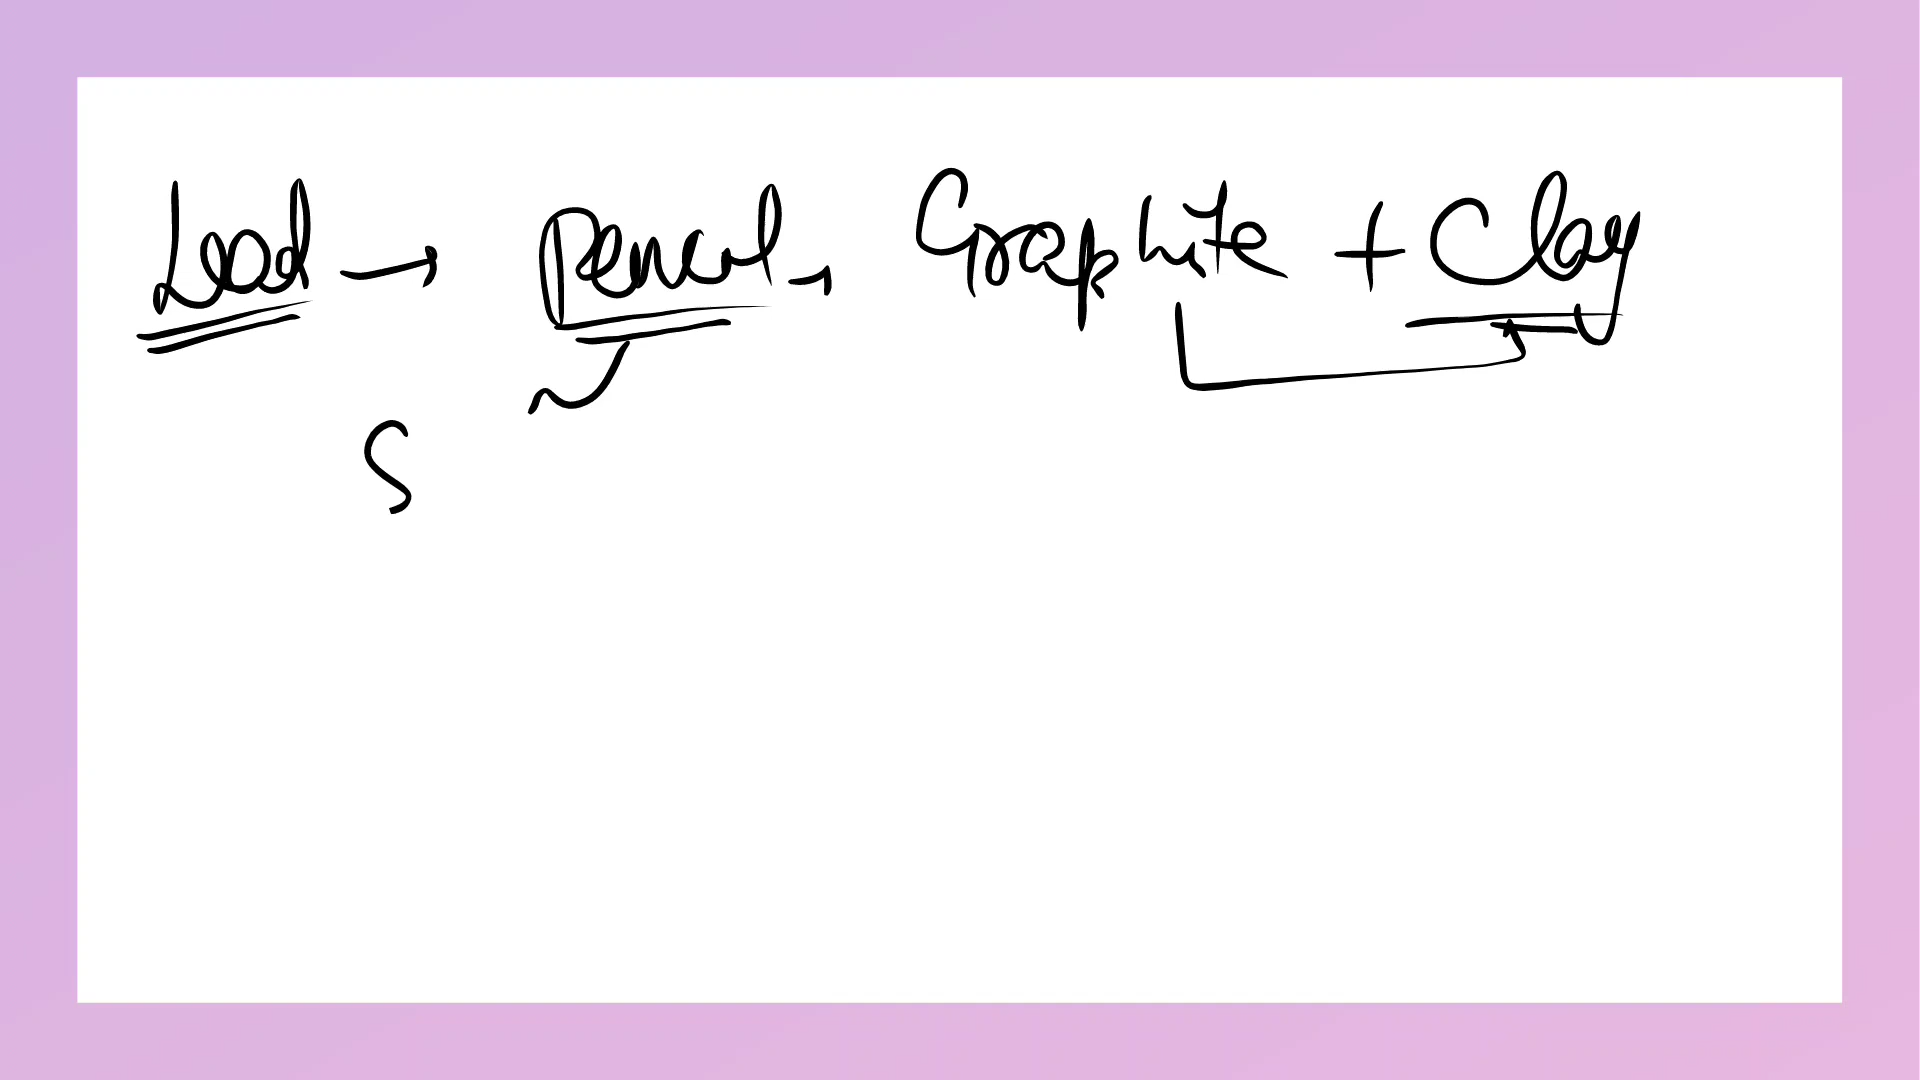 Lead → Pencil → Graphite + Clay
S